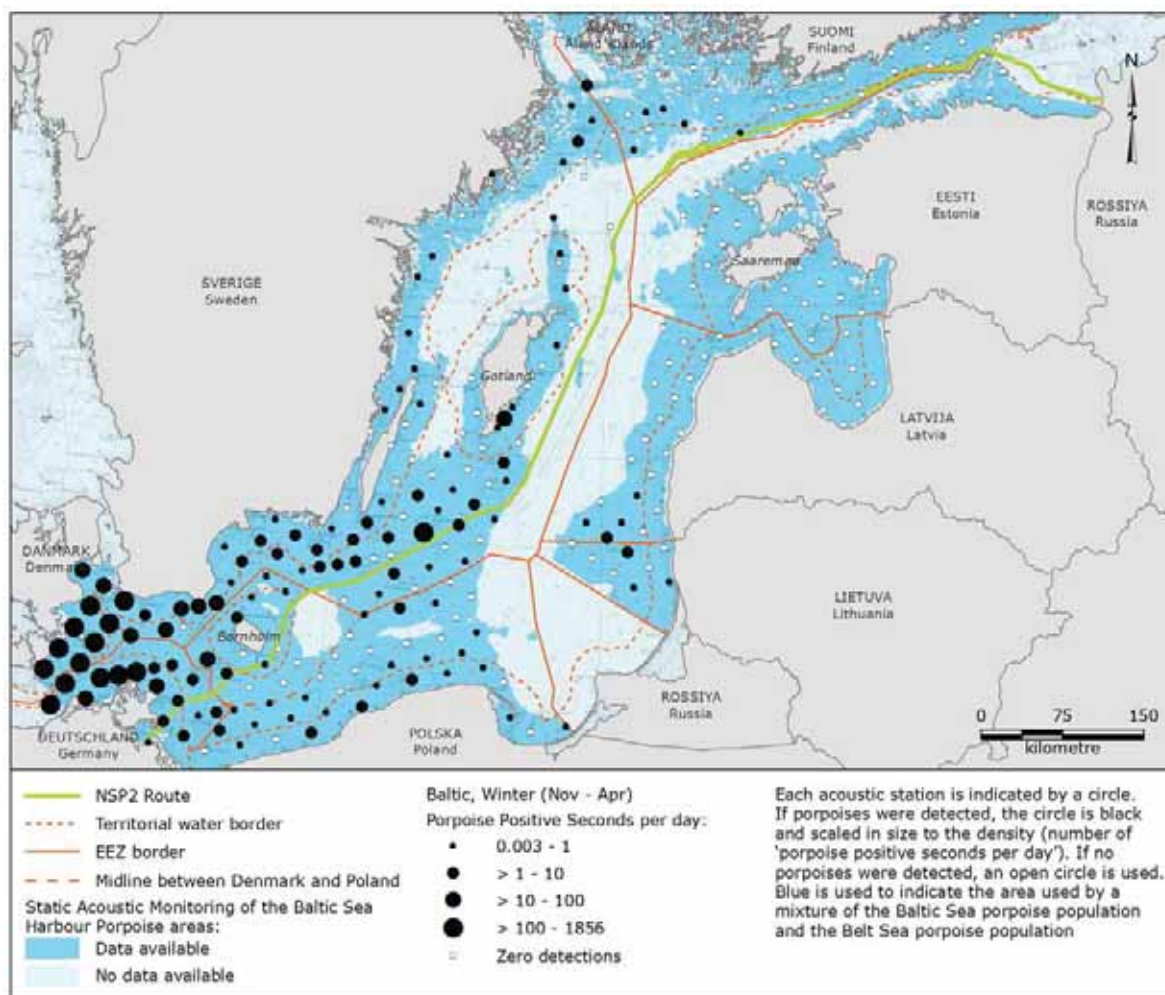 ÅLAND
Åland Islands
SUOMI
Finland
N
S
EESTI
Estonia
ROSSIYA
Russia
Saaremaa
SVERIGE
Sweden
Gotland
LATVIJA
Latvia
DANMARK
Denmark
LIETUVA
Lithuania
Bornholm
ROSSIYA
Russia
DEUTSCHLAND
Germany
POLSKA
Poland
0 75 150
kilometre
NSP2 Route
Territorial water border
EEZ border
Midline between Denmark and Poland
Static Acoustic Monitoring of the Baltic Sea
Harbour Porpoise areas:
Data available
No data available
Baltic, Winter (Nov - Apr)
Porpoise Positive Seconds per day:
0.003 - 1
> 1 - 10
> 10 - 100
> 100 - 1856
Zero detections
Each acoustic station is indicated by a circle.
If porpoises were detected, the circle is black
and scaled in size to the density (number of
'porpoise positive seconds per day'). If no
porpoises were detected, an open circle is used.
Blue is used to indicate the area used by a
mixture of the Baltic Sea porpoise population
and the Belt Sea porpoise population